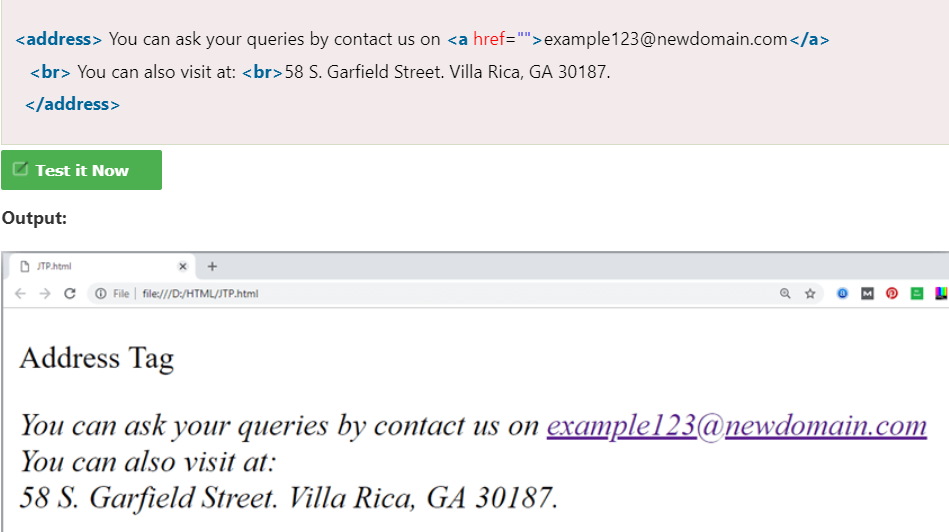 <address> You can ask your queries by contact us on <a href="">example123@newdomain.com</a>
<br> You can also visit at: <br>58 S. Garfield Street. Villa Rica, GA 30187.
</address>
Test it Now
Output:
JTP.html
File | file:///D:/HTML/JTP.html
Address Tag
You can ask your queries by contact us on example123@newdomain.com
You can also visit at:
58 S. Garfield Street. Villa Rica, GA 30187.